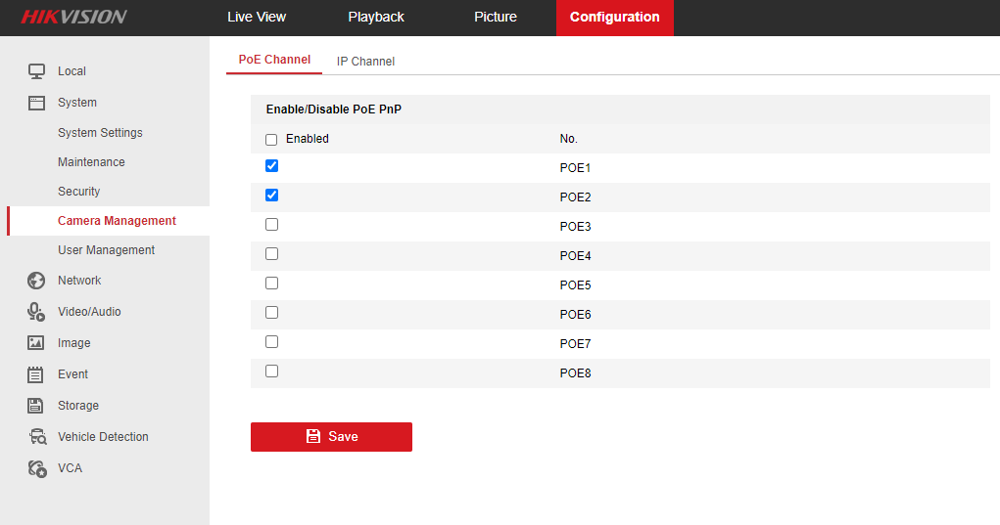 HIKVISION Live View Playback Picture Configuration
PoE Channel IP Channel
Local
System
System Settings
Maintenance
Security
Camera Management
User Management
Network
Video/Audio
Image
Event
Storage
Vehicle Detection
VCA
Enable/Disable PoE PnP
Enabled No.
POE1
POE2
POE3
POE4
POE5
POE6
POE7
POE8
Save